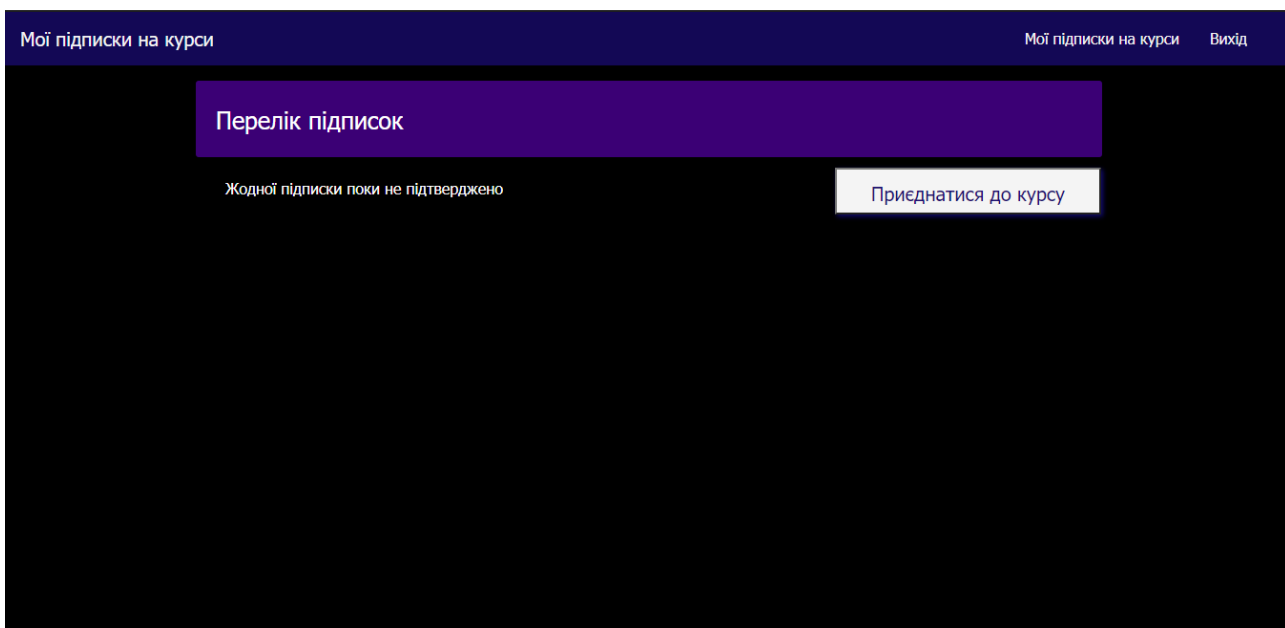 Мої підписки на курси
Мої підписки на курси
Вихід
Перелік підписок
Жодної підписки поки не підтверджено
Приєднатися до курсу